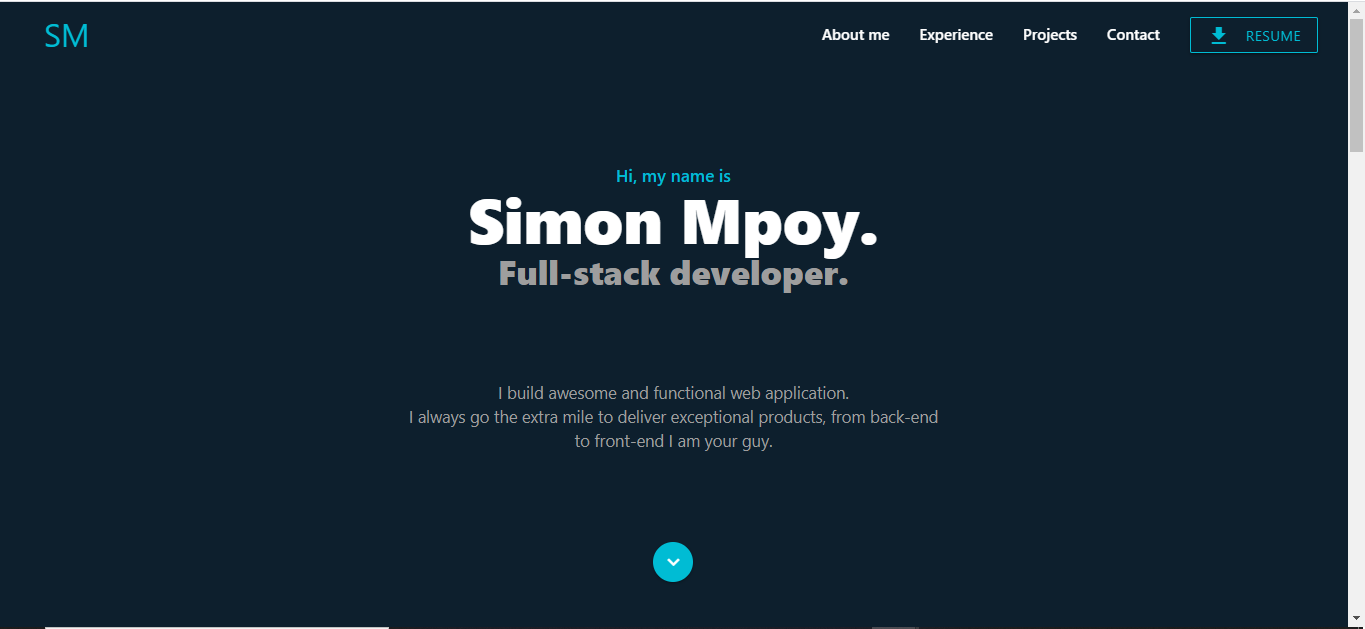 SM
About me
Experience
Projects
Contact
RESUME
Hi, my name is
Simon Mpoy.
Full-stack developer.
I build awesome and functional web application.
I always go the extra mile to deliver exceptional products, from back-end
to front-end I am your guy.